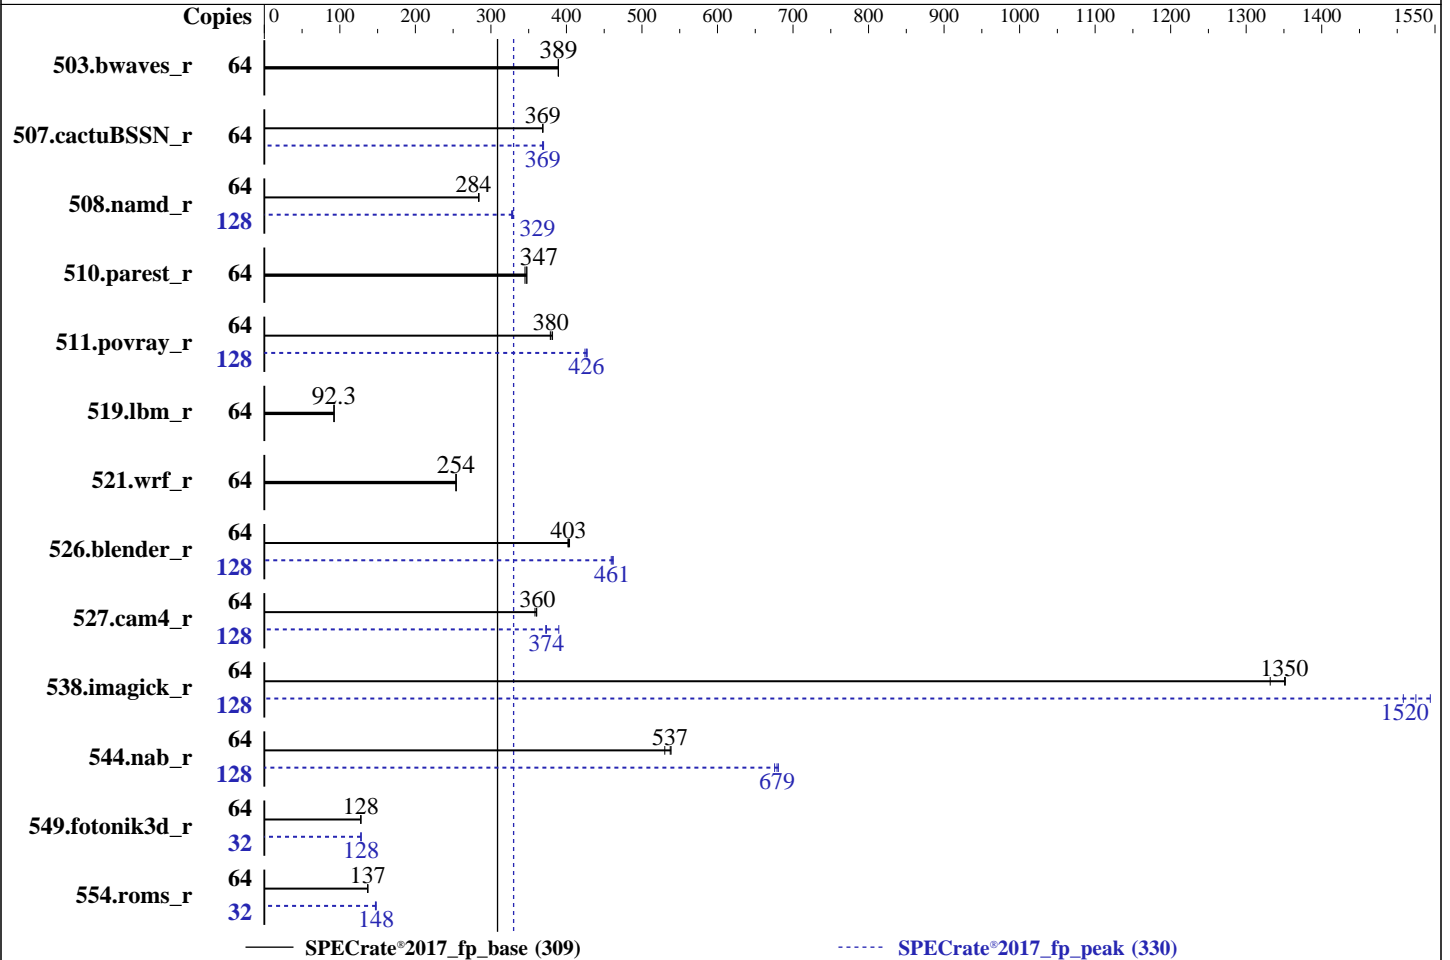 Copies 0 100 200 300 400 500 600 700 800 900 1000 1100 1200 1300 1400 1550
503.bwaves_r 64 389
507.cactuBSSN_r 64 369
369
508.namd_r 64 284
128 329
510.parest_r 64 347
511.povray_r 64 380
128 426
519.lbm_r 64 92.3
521.wrf_r 64 254
526.blender_r 64 403
128 461
527.cam4_r 64 360
128 374
538.imagick_r 64 1350
128 1520
544.nab_r 64 537
128 679
549.fotonik3d_r 64 128
32 128
554.roms_r 64 137
32 148
SPECrate®2017_fp_base (309) SPECrate®2017_fp_peak (330)